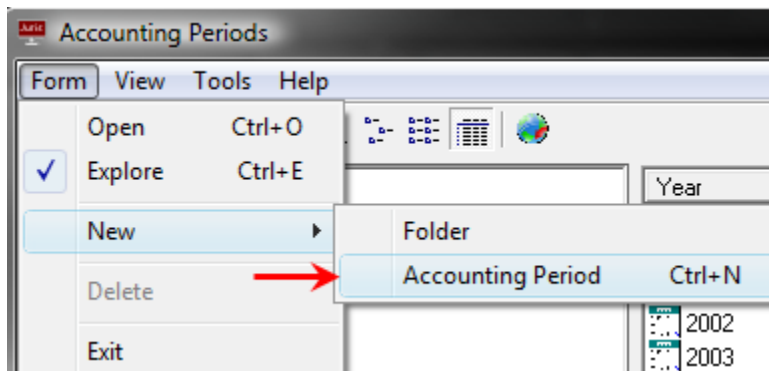 Juris
Accounting Periods
Form View Tools Help
Open Ctrl+O
Explore Ctrl+E
Year
New Folder
Accounting Period Ctrl+N
Delete
2002
Exit
2003